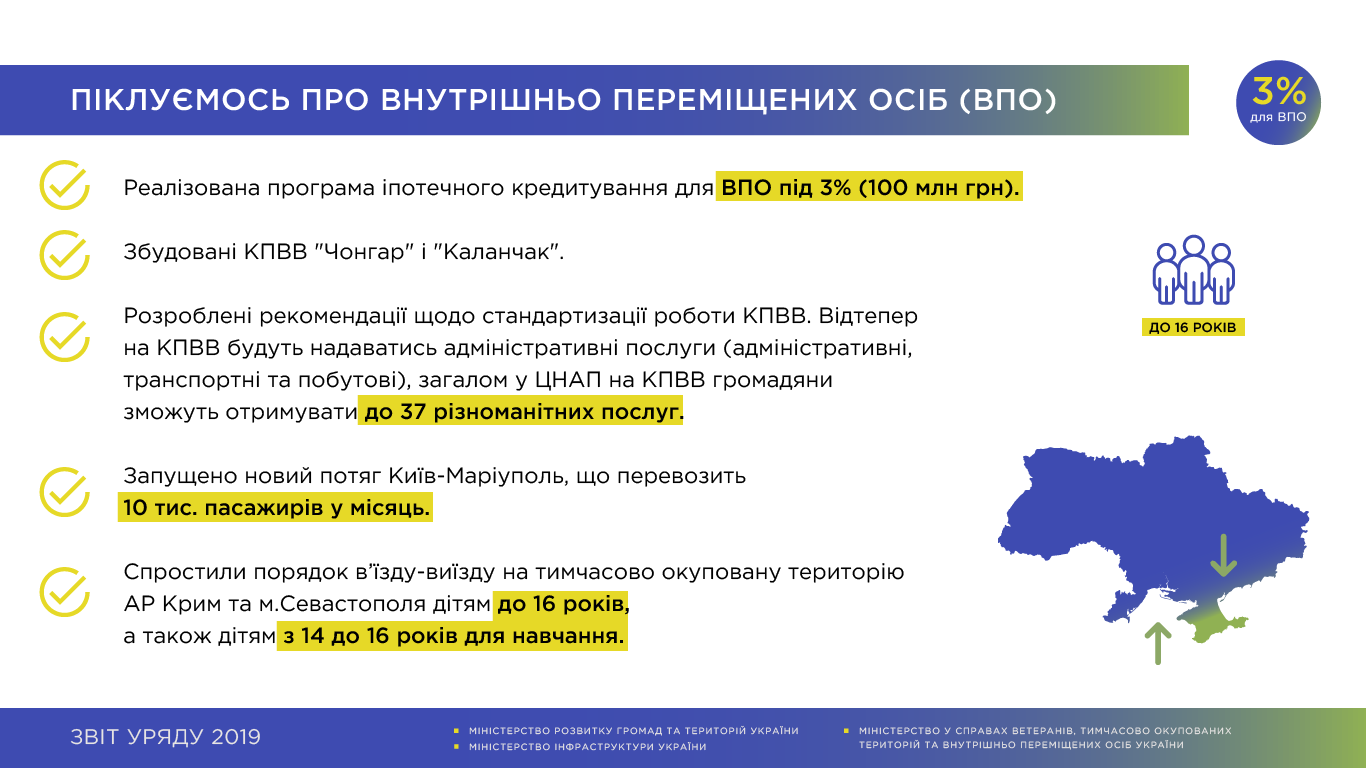 ПІКЛУЄМОСЬ ПРО ВНУТРІШНЬО ПЕРЕМІЩЕНИХ ОСІБ (ВПО)
3%
для ВПО
Реалізована програма іпотечного кредитування для ВПО під 3% (100 млн грн).
Збудовані КПВВ "Чонгар" і "Каланчак".
ДО 16 РОКІВ
Розроблені рекомендації щодо стандартизації роботи КПВВ. Відтепер
на КПВВ будуть надаватись адміністративні послуги (адміністративні,
транспортні та побутові), загалом у ЦНАП на КПВВ громадяни
зможуть отримувати до 37 різноманітних послуг.
Запущено новий потяг Київ-Маріуполь, що перевозить
10 тис. пасажирів у місяць.
Спростили порядок в’їзду-виїзду на тимчасово окуповану територію
АР Крим та м.Севастополя дітям до 16 років,
а також дітям з 14 до 16 років для навчання.
ЗВІТ УРЯДУ 2019
МІНІСТЕРСТВО РОЗВИТКУ ГРОМАД ТА ТЕРИТОРІЙ УКРАЇНИ
МІНІСТЕРСТВО ІНФРАСТРУКТУРИ УКРАЇНИ
МІНІСТЕРСТВО У СПРАВАХ ВЕТЕРАНІВ, ТИМЧАСОВО ОКУПОВАНИХ
ТЕРИТОРІЙ ТА ВНУТРІШНЬО ПЕРЕМІЩЕНИХ ОСІБ УКРАЇНИ